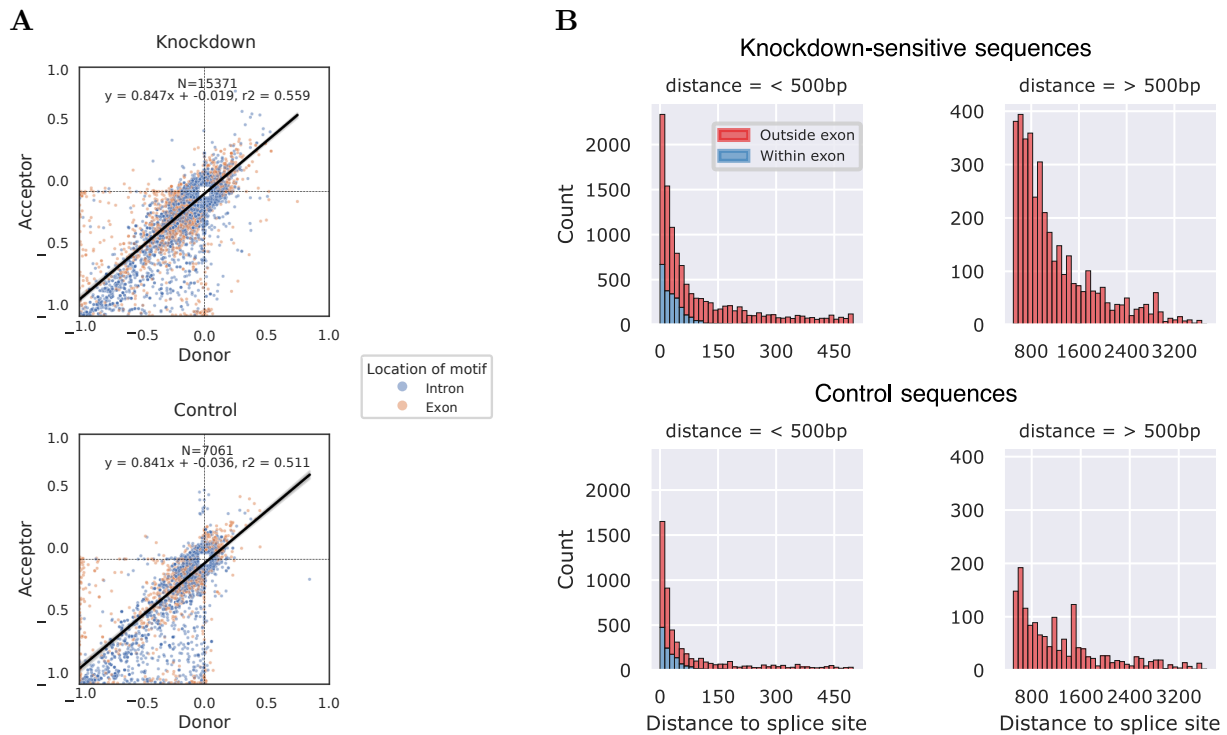 A
Knockdown
N=15371
y = 0.847x + -0.019, r2 = 0.559
1.0
0.5
0.0
−0.5
−1.0
Acceptor
−1.0 −0.5 0.0 0.5 1.0
Donor
Location of motif
Intron
Exon
Control
N=7061
y = 0.841x + -0.036, r2 = 0.511
1.0
0.5
0.0
0.5
−1.0
Acceptor
−1.0 −0.5 0.0 0.5 1.0
Donor
B
Knockdown-sensitive sequences
distance = < 500bp
Outside exon
Within exon
2000
1500
1000
500
0
Count
0 150 300 450
distance = > 500bp
400
300
200
100
0
800 1600 2400 3200
Control sequences
distance = < 500bp
2000
1500
1000
500
0
Count
0 150 300 450
Distance to splice site
distance = > 500bp
400
300
200
100
0
800 1600 2400 3200
Distance to splice site